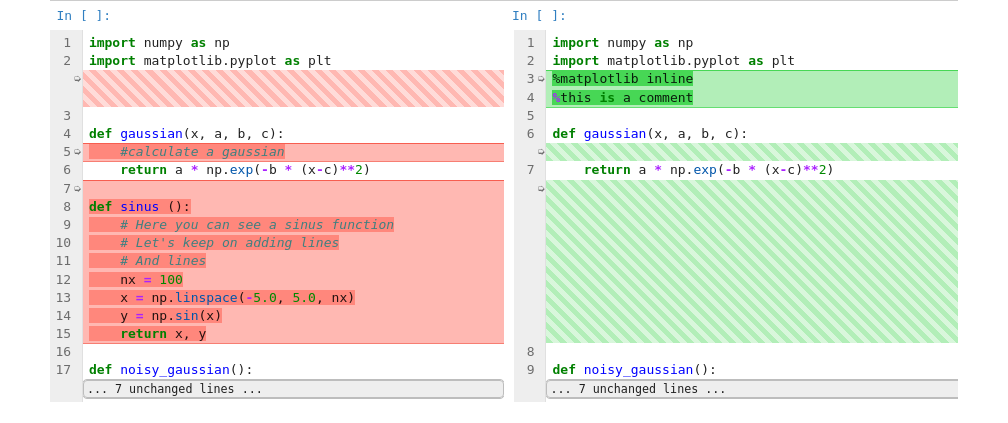 In [ ]:
1 import numpy as np
2 import matplotlib.pyplot as plt
3
4 def gaussian(x, a, b, c):
5     #calculate a gaussian
6     return a * np.exp(-b * (x-c)**2)
7
8 def sinus ():
9     # Here you can see a sinus function
10     # Let's keep on adding lines
11     # And lines
12     nx = 100
13     x = np.linspace(-5.0, 5.0, nx)
14     y = np.sin(x)
15     return x, y
16
17 def noisy_gaussian():
... 7 unchanged lines ...
In [ ]:
1 import numpy as np
2 import matplotlib.pyplot as plt
3 %matplotlib inline
4 %this is a comment
5
6 def gaussian(x, a, b, c):
7     return a * np.exp(-b * (x-c)**2)
8
9 def noisy_gaussian():
... 7 unchanged lines ...